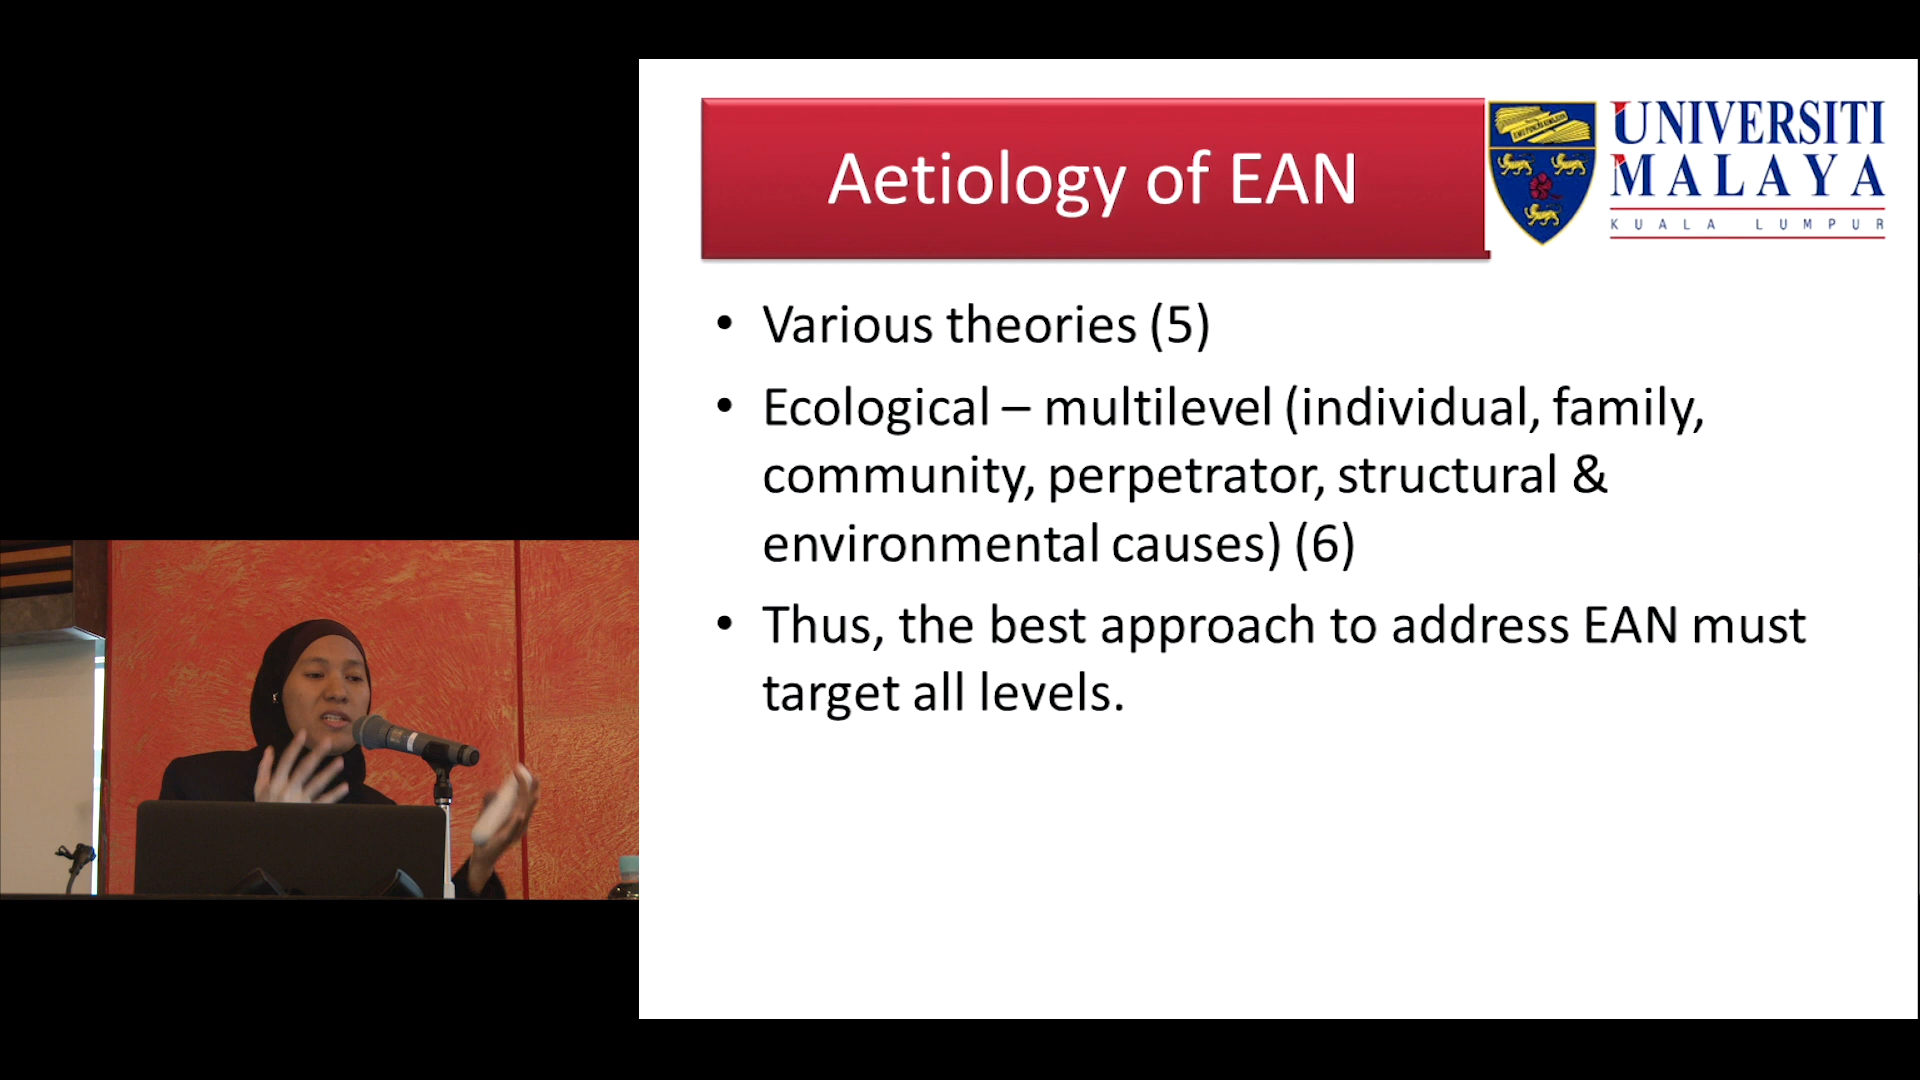 Aetiology of EAN
UNIVERSITI
MALAYA
KUALA LUMPUR
• Various theories (5)
• Ecological – multilevel (individual, family,
community, perpetrator, structural &
environmental causes) (6)
• Thus, the best approach to address EAN must
target all levels.